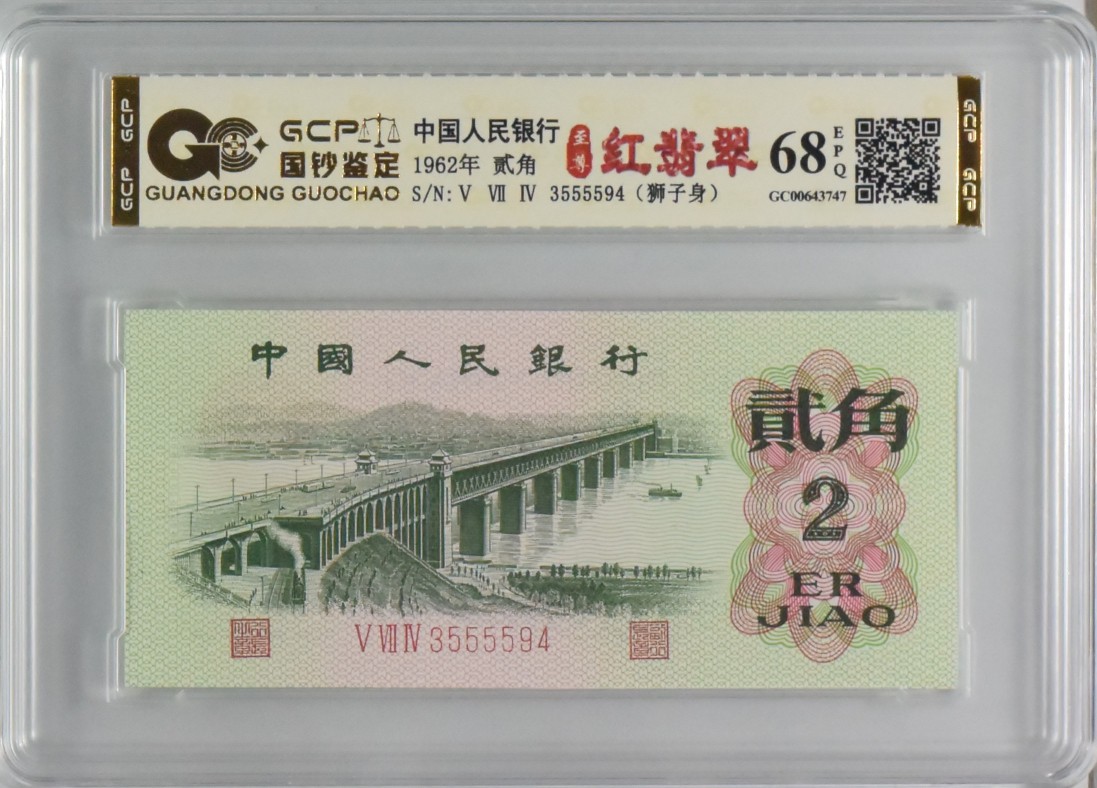 GCP GCP
GCP
国钞鉴定
GUANGDONG GUOCHAO
中国人民银行
1962年 贰角
S/N: V VII IV 3555594（狮子身）
至尊
红翡翠
68
EPQ
GC00643747
GCP GCP
中國人民銀行
貳角
2
ER
JIAO
V VII IV 3555594